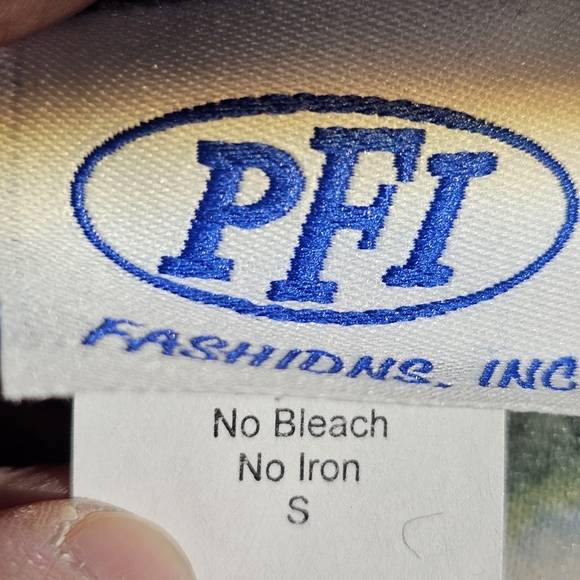 PFI
FASHIONS, INC
No Bleach
No Iron
S